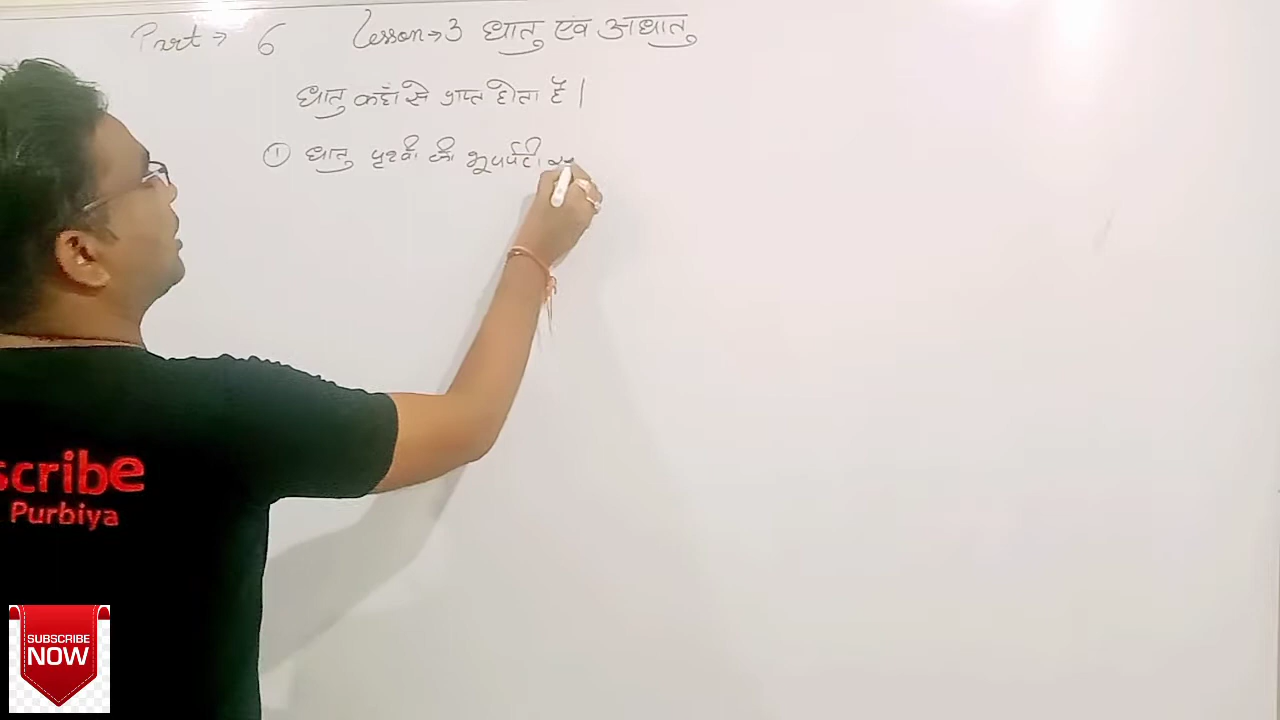 Part → 6 Lesson → 3 धातु एवं अधातु
धातु कहाँ से प्राप्त होता है |
① धातु पृथ्वी की भूपर्पटी
scribe
Purbiya
SUBSCRIBE
NOW